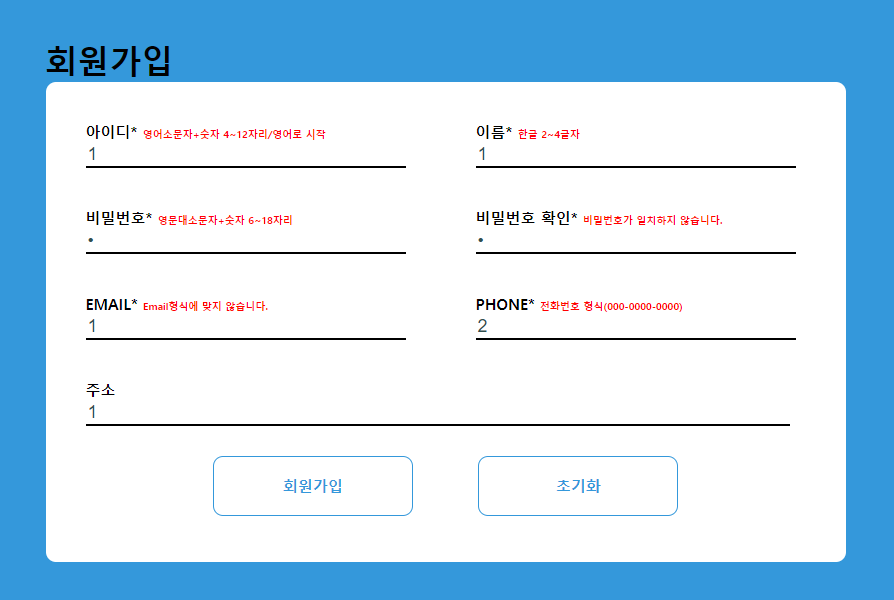 회원가입
아이디* 영어소문자+숫자 4~12자리/영어로 시작
1
이름* 한글 2~4글자
1
비밀번호* 영문대소문자+숫자 6~18자리
•
비밀번호 확인* 비밀번호가 일치하지 않습니다.
•
EMAIL* Email형식에 맞지 않습니다.
1
PHONE* 전화번호 형식(000-0000-0000)
2
주소
1
회원가입
초기화